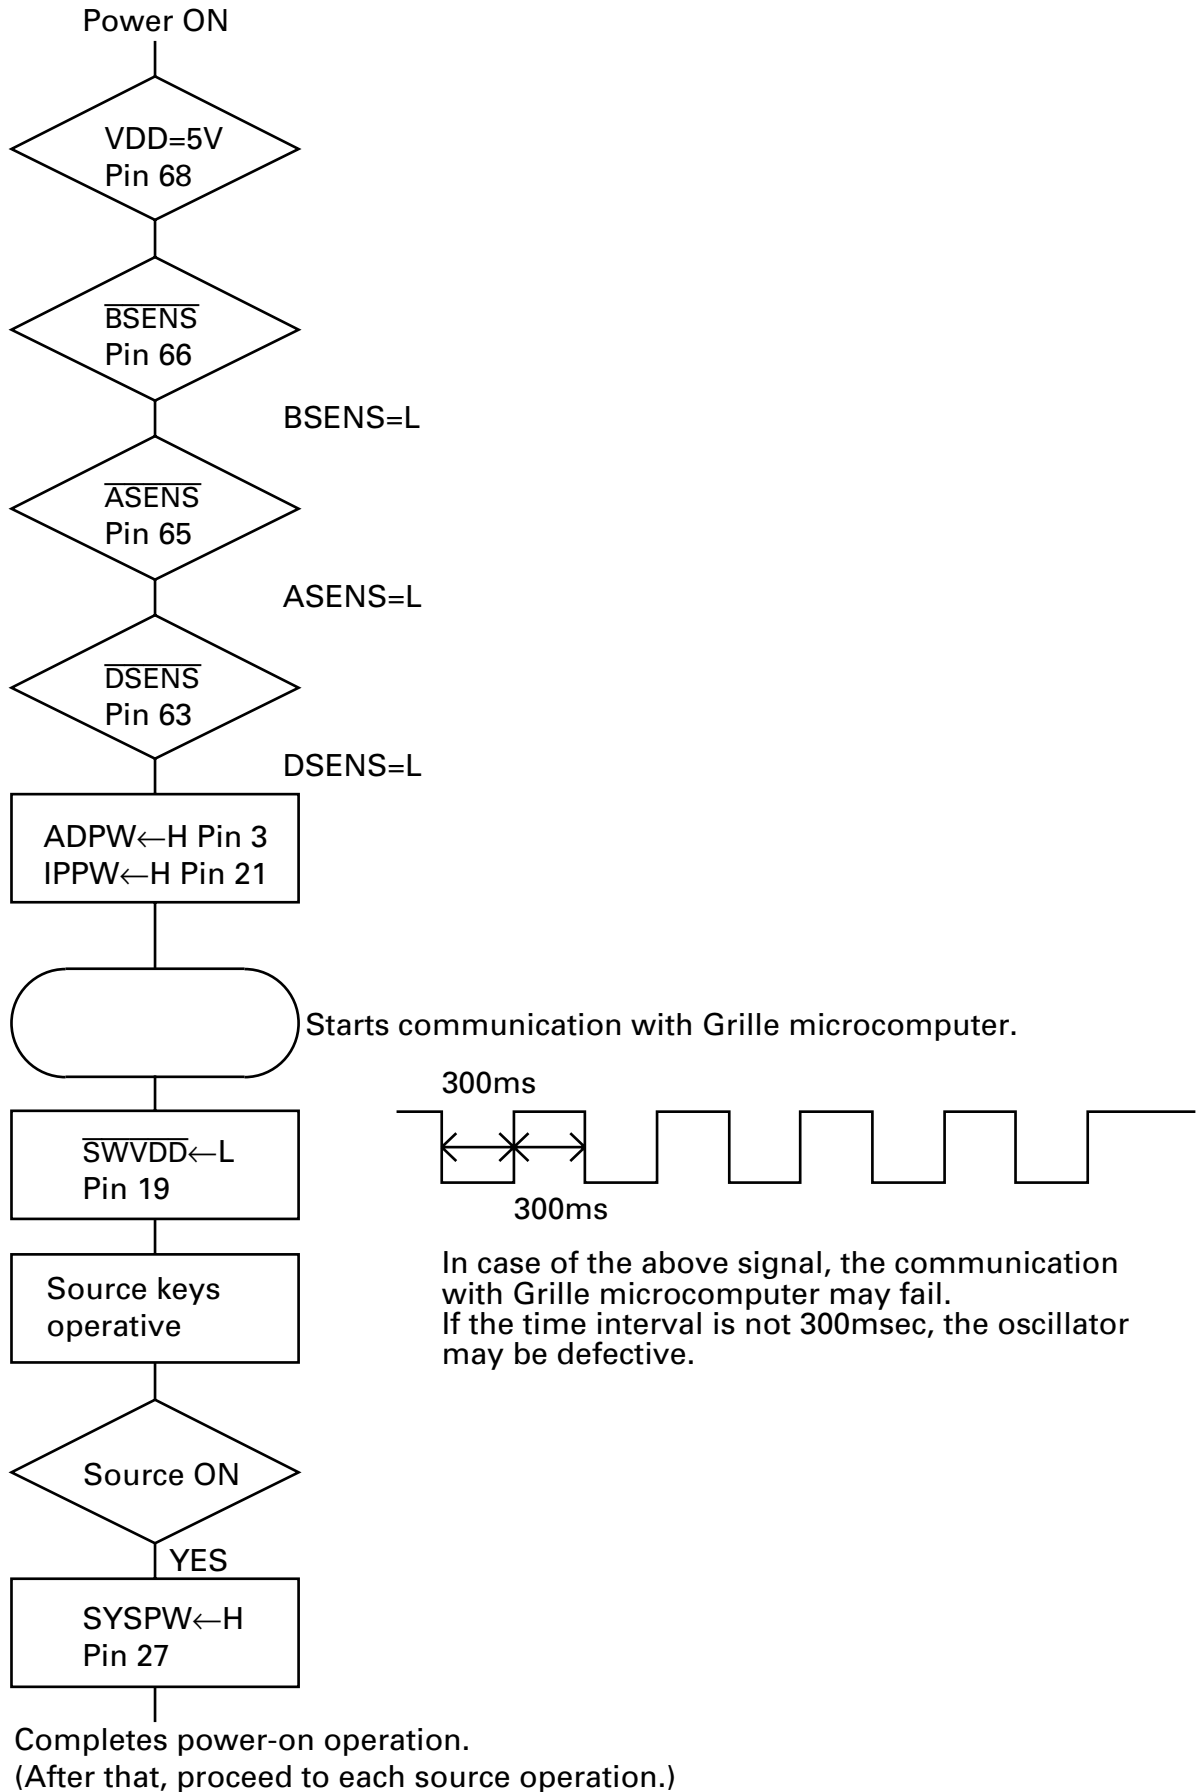 Power ON
VDD=5V
Pin 68
BSENS
Pin 66
BSENS=L
ASENS
Pin 65
ASENS=L
DSENS
Pin 63
DSENS=L
ADPW←H Pin 3
IPPW←H Pin 21
Starts communication with Grille microcomputer.
300ms
SWVDD←L
Pin 19
300ms
In case of the above signal, the communication
with Grille microcomputer may fail.
If the time interval is not 300msec, the oscillator
may be defective.
Source keys
operative
Source ON
YES
SYSPW←H
Pin 27
Completes power-on operation.
(After that, proceed to each source operation.)